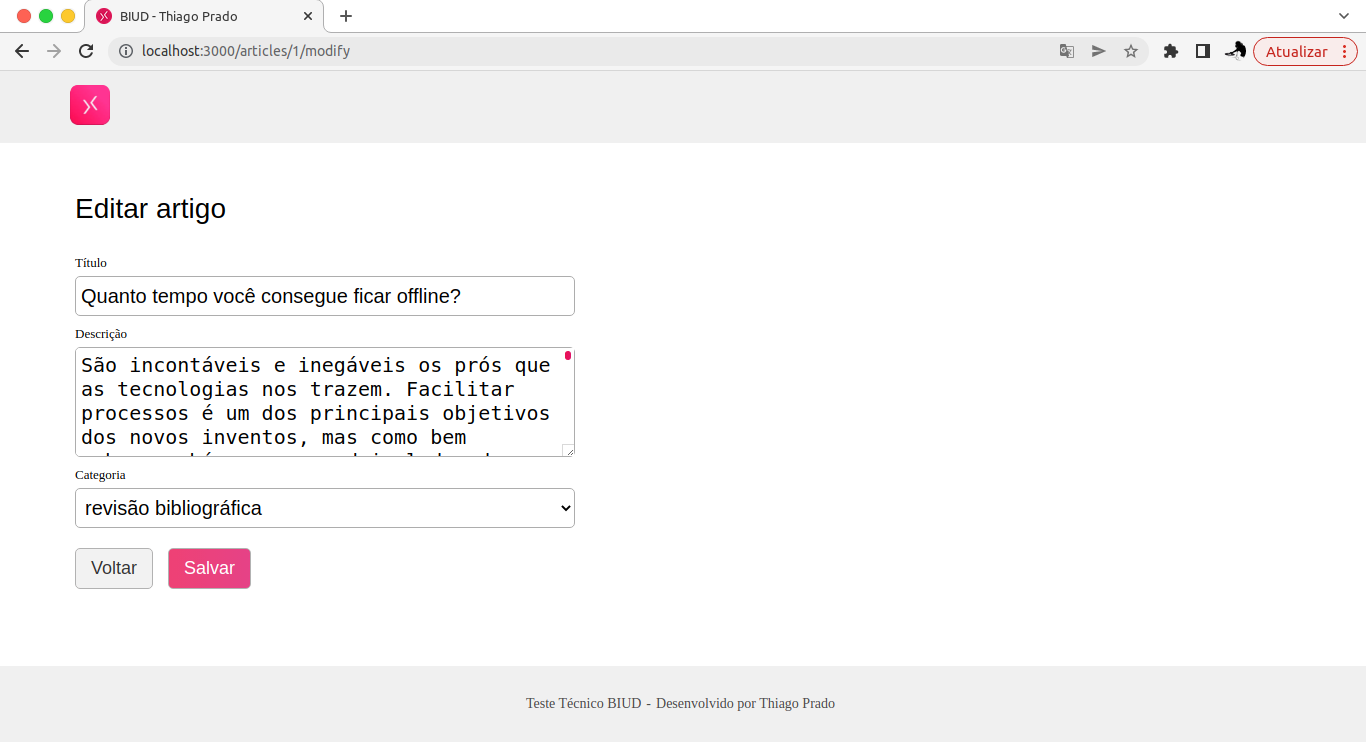 BIUD - Thiago Prado
localhost:3000/articles/1/modify
Atualizar
Editar artigo
Título
Quanto tempo você consegue ficar offline?
Descrição
São incontáveis e inegáveis os prós que
as tecnologias nos trazem. Facilitar
processos é um dos principais objetivos
dos novos inventos, mas como bem
Categoria
revisão bibliográfica
Voltar
Salvar
Teste Técnico BIUD - Desenvolvido por Thiago Prado